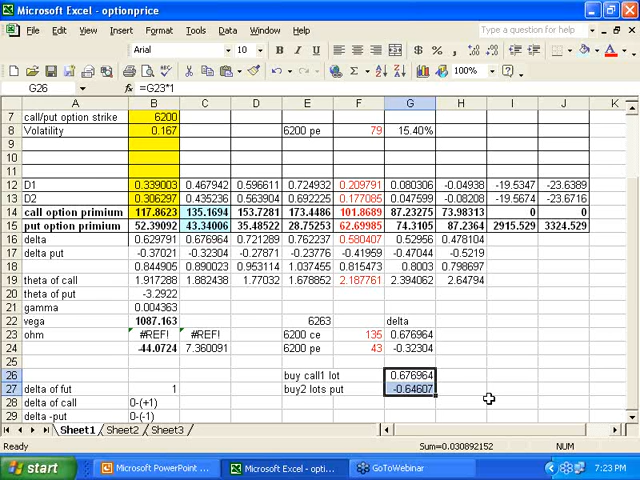 Microsoft Excel - optionprice
File Edit View Insert Format Tools Data Window Help
Type a question for help
Arial 10 B I U
100%
G26 =G23*1
A B C D E F G H I J K
7 call/put option strike 6200
8 Volatility 0.167 6200 pe 79 15.40%
9
10
11
12 D1 0.339003 0.467942 0.596611 0.724932 0.209791 0.080306 -0.04938 -19.5347 -23.6389
13 D2 0.306297 0.435236 0.563904 0.692225 0.177085 0.047599 -0.08208 -19.5674 -23.6716
14 call option primium 117.8623 135.1694 153.7281 173.4486 101.8689 87.23275 73.98313 0 0
15 put option primium 52.39092 43.34006 35.48522 28.75253 62.69985 74.3105 87.2364 2915.529 3324.529
16 delta 0.629791 0.676964 0.721289 0.762237 0.580407 0.52956 0.478104
17 delta put -0.37021 -0.32304 -0.27871 -0.23776 -0.41959 -0.47044 -0.5219
18 0.844905 0.890023 0.953114 1.037455 0.815473 0.8003 0.798697
19 theta of call 1.917288 1.882438 1.77032 1.678852 2.187761 2.394062 2.64794
20 theta of put -3.2922
21 gamma 0.004363
22 vega 1087.163 6263 delta
23 ohm #REF! #REF! 6200 ce 135 0.676964
24 -44.0724 7.360091 6200 pe 43 -0.32304
25
26 buy call1 lot 0.676964
27 delta of fut 1 buy2 lots put -0.64607
28 delta of call 0-(+1)
29 delta -put 0-(-1)
Sheet1 Sheet2 Sheet3
Ready Sum=0.030892152 NUM
start Microsoft PowerPoint ... Microsoft Excel - opti... GoToWebinar 7:23 PM